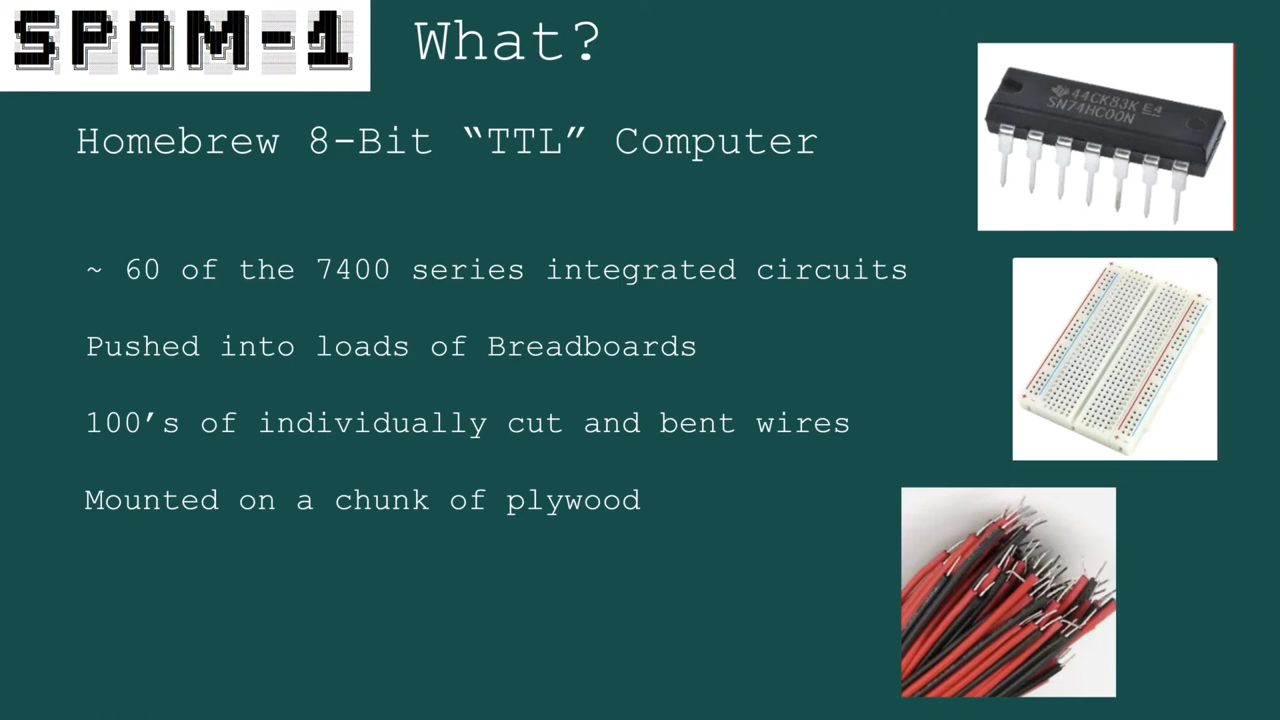 SPAM-1
What?
Homebrew 8-Bit “TTL” Computer
~ 60 of the 7400 series integrated circuits
Pushed into loads of Breadboards
100’s of individually cut and bent wires
Mounted on a chunk of plywood
44CK83K E4
SN74HC00N